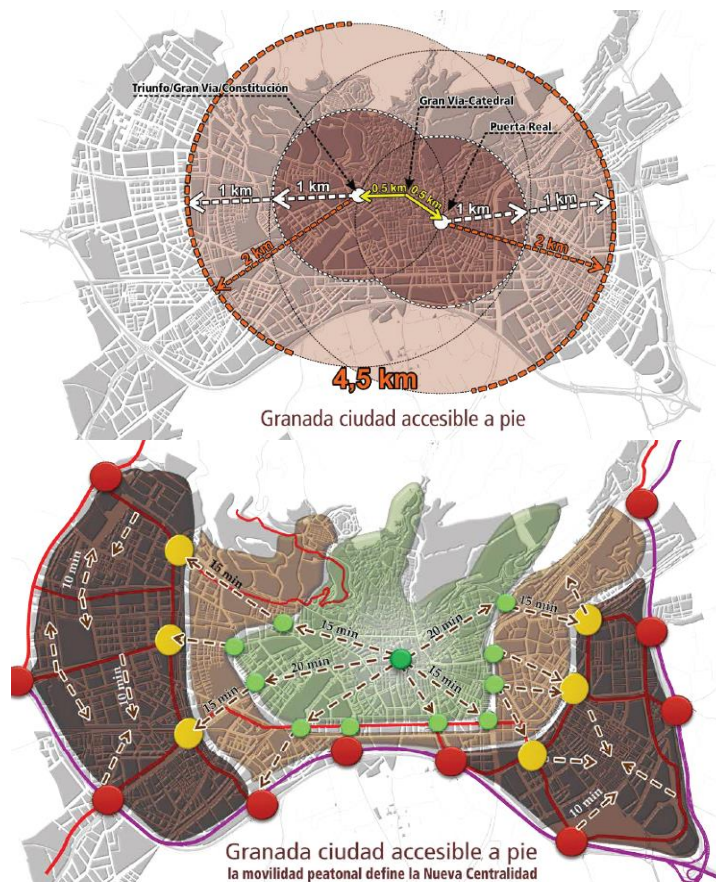 Triunfo/Gran Vía/Constitución
Gran Vía-Catedral
Puerta Real
0,5 km
0,5 km
1 km
1 km
1 km
1 km
2 km
2 km
4,5 km
Granada ciudad accesible a pie
10 min
15 min
15 min
20 min
15 min
20 min
15 min
10 min
15 min
10 min
Granada ciudad accesible a pie
la movilidad peatonal define la Nueva Centralidad